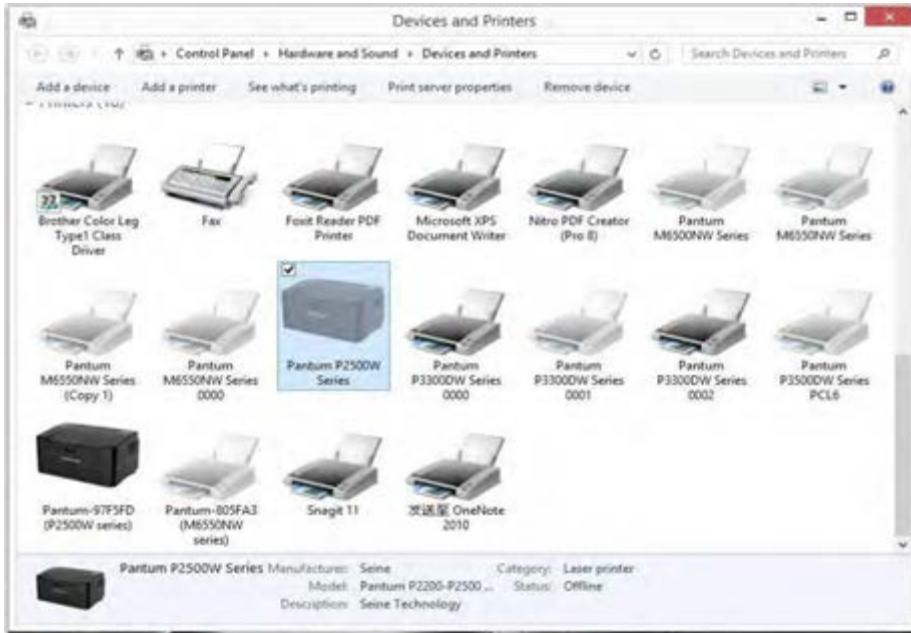 Devices and Printers
Control Panel Hardware and Sound Devices and Printers Search Devices and Printers
Add a device Add a printer See what's printing Print server properties Remove device
Printers (18)
Brother Color Leg Type1 Class Driver
Fax
Foxit Reader PDF Printer
Microsoft XPS Document Writer
Nitro PDF Creator (Pro 8)
Pantum M6500NW Series
Pantum M6550NW Series
Pantum M6550NW Series (Copy 1)
Pantum M6550NW Series 0000
Pantum P2500W Series
Pantum P3300DW Series 0000
Pantum P3300DW Series 0001
Pantum P3300DW Series 0002
Pantum P3500DW Series PCL6
Pantum-97F5FD (P2500W series)
Pantum-805FA3 (M6550NW series)
Snagit 11
发送至 OneNote 2010
Pantum P2500W Series Manufacturer: Seine Category: Laser printer
Model: Pantum P2200-P2500 ... Status: Offline
Description: Seine Technology